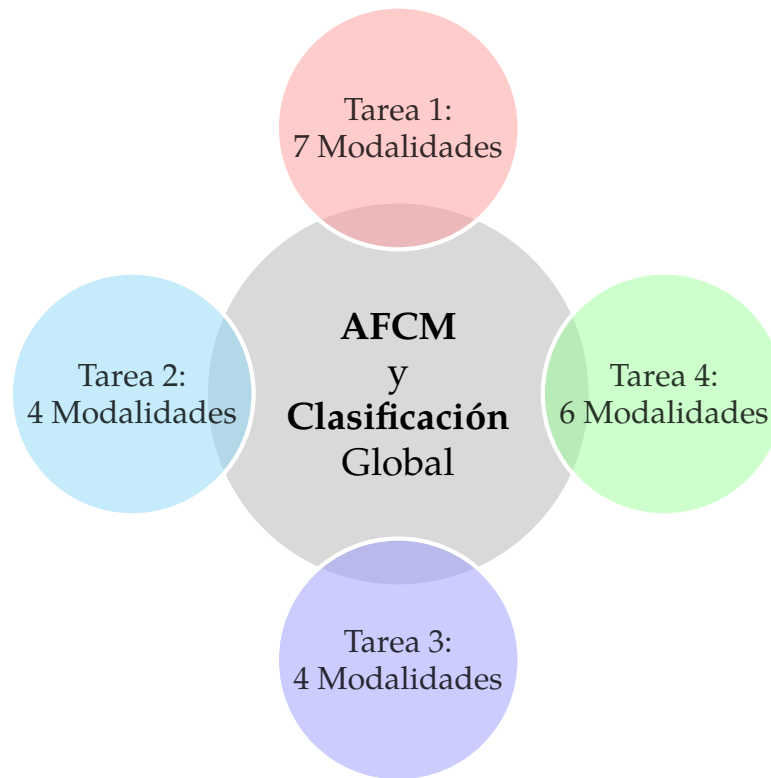 Tarea 1:
7 Modalidades
AFCM
y
Clasificación
Global
Tarea 2:
4 Modalidades
Tarea 4:
6 Modalidades
Tarea 3:
4 Modalidades